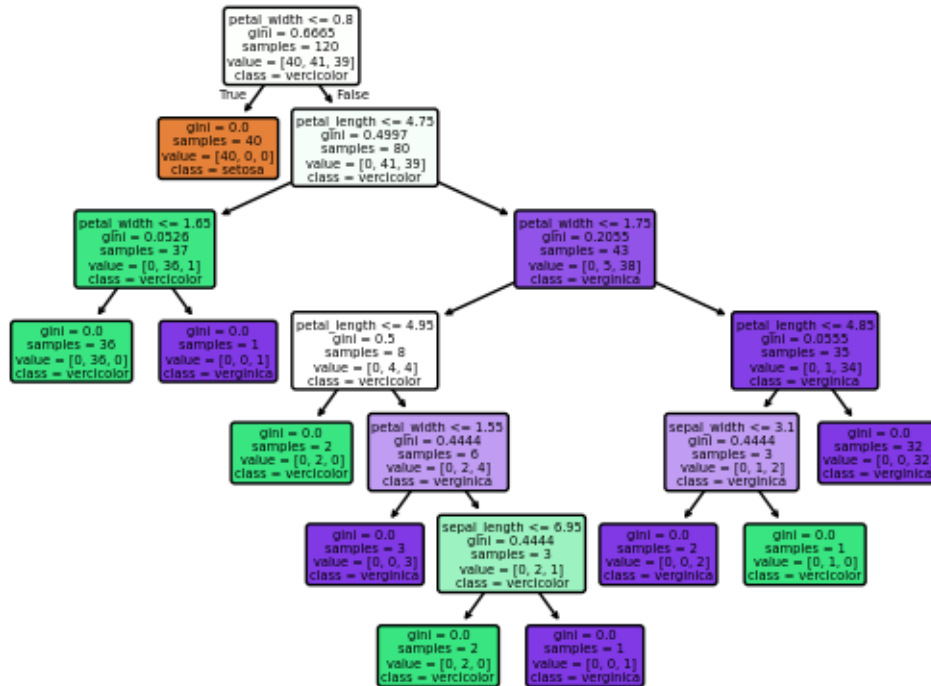 petal_width <= 0.8
gini = 0.6665
samples = 120
value = [40, 41, 39]
class = vercicolor
True
False
gini = 0.0
samples = 40
value = [40, 0, 0]
class = setosa
petal_length <= 4.75
gini = 0.4997
samples = 80
value = [0, 41, 39]
class = vercicolor
petal_width <= 1.65
gini = 0.0526
samples = 37
value = [0, 36, 1]
class = vercicolor
petal_width <= 1.75
gini = 0.2055
samples = 43
value = [0, 5, 38]
class = verginica
gini = 0.0
samples = 36
value = [0, 36, 0]
class = vercicolor
gini = 0.0
samples = 1
value = [0, 0, 1]
class = verginica
petal_length <= 4.95
gini = 0.5
samples = 8
value = [0, 4, 4]
class = vercicolor
petal_length <= 4.85
gini = 0.0555
samples = 35
value = [0, 1, 34]
class = verginica
gini = 0.0
samples = 2
value = [0, 2, 0]
class = vercicolor
petal_width <= 1.55
gini = 0.4444
samples = 6
value = [0, 2, 4]
class = verginica
sepal_width <= 3.1
gini = 0.4444
samples = 3
value = [0, 1, 2]
class = verginica
gini = 0.0
samples = 32
value = [0, 0, 32]
class = verginica
gini = 0.0
samples = 3
value = [0, 0, 3]
class = verginica
sepal_length <= 6.95
gini = 0.4444
samples = 3
value = [0, 2, 1]
class = vercicolor
gini = 0.0
samples = 2
value = [0, 0, 2]
class = verginica
gini = 0.0
samples = 1
value = [0, 1, 0]
class = vercicolor
gini = 0.0
samples = 2
value = [0, 2, 0]
class = vercicolor
gini = 0.0
samples = 1
value = [0, 0, 1]
class = verginica